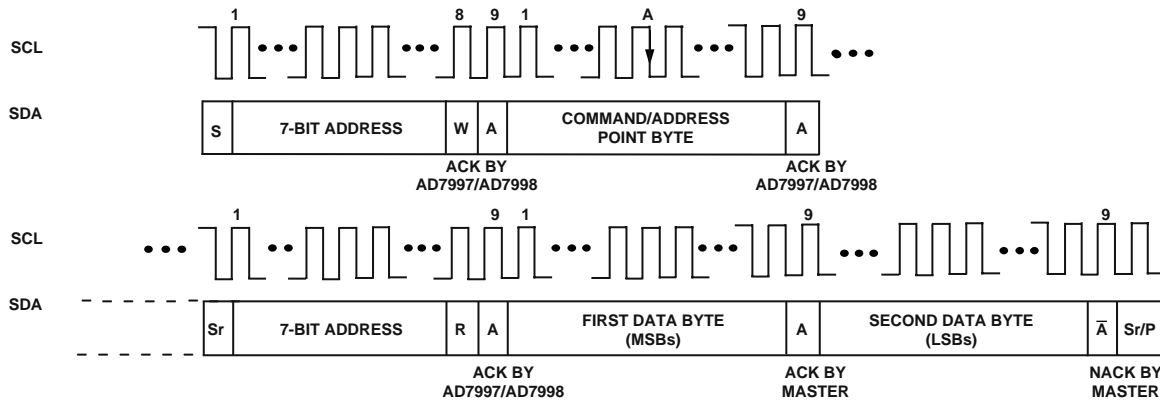 1 8 9 1 A 9
SCL
SDA
S 7-BIT ADDRESS W A COMMAND/ADDRESS POINT BYTE A
ACK BY AD7997/AD7998 ACK BY AD7997/AD7998
1 9 1 9 9
SCL
SDA
Sr 7-BIT ADDRESS R A FIRST DATA BYTE (MSBs) A SECOND DATA BYTE (LSBs) A̅ Sr/P
ACK BY AD7997/AD7998 ACK BY MASTER NACK BY MASTER